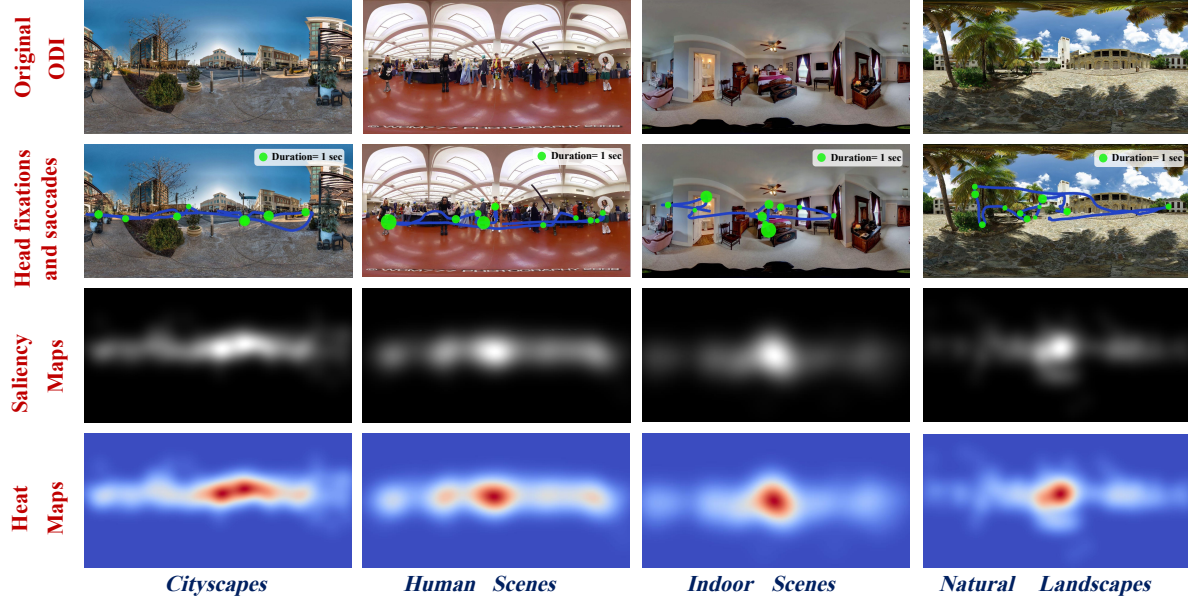 Original
ODI
Head fixations
and saccades
Duration= 1 sec
Duration= 1 sec
Duration= 1 sec
Duration= 1 sec
Saliency
Maps
Heat
Maps
Cityscapes
Human Scenes
Indoor Scenes
Natural Landscapes